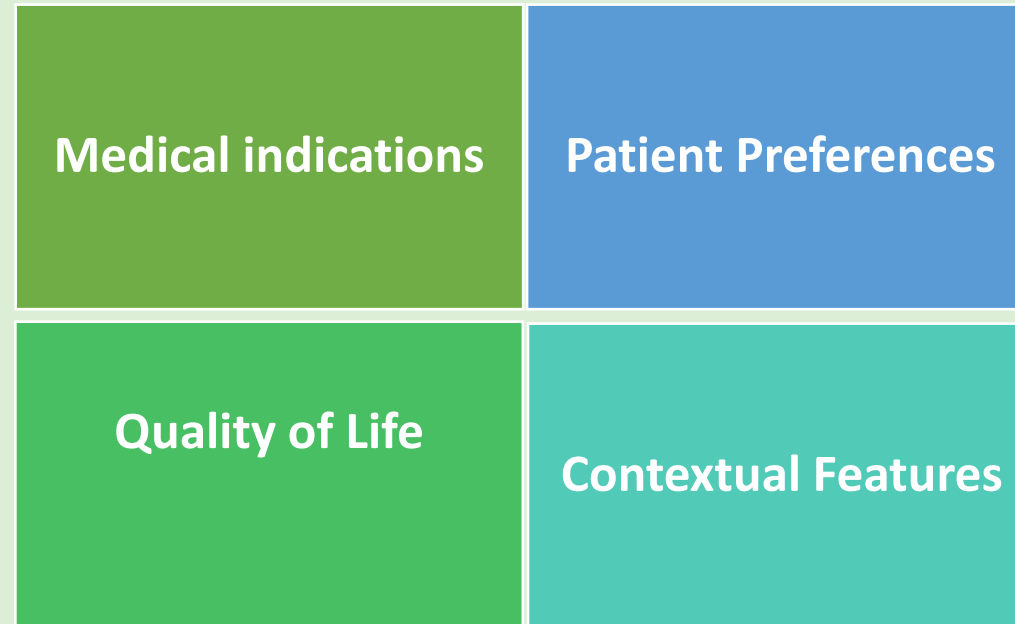 Medical indications
Patient Preferences
Quality of Life
Contextual Features